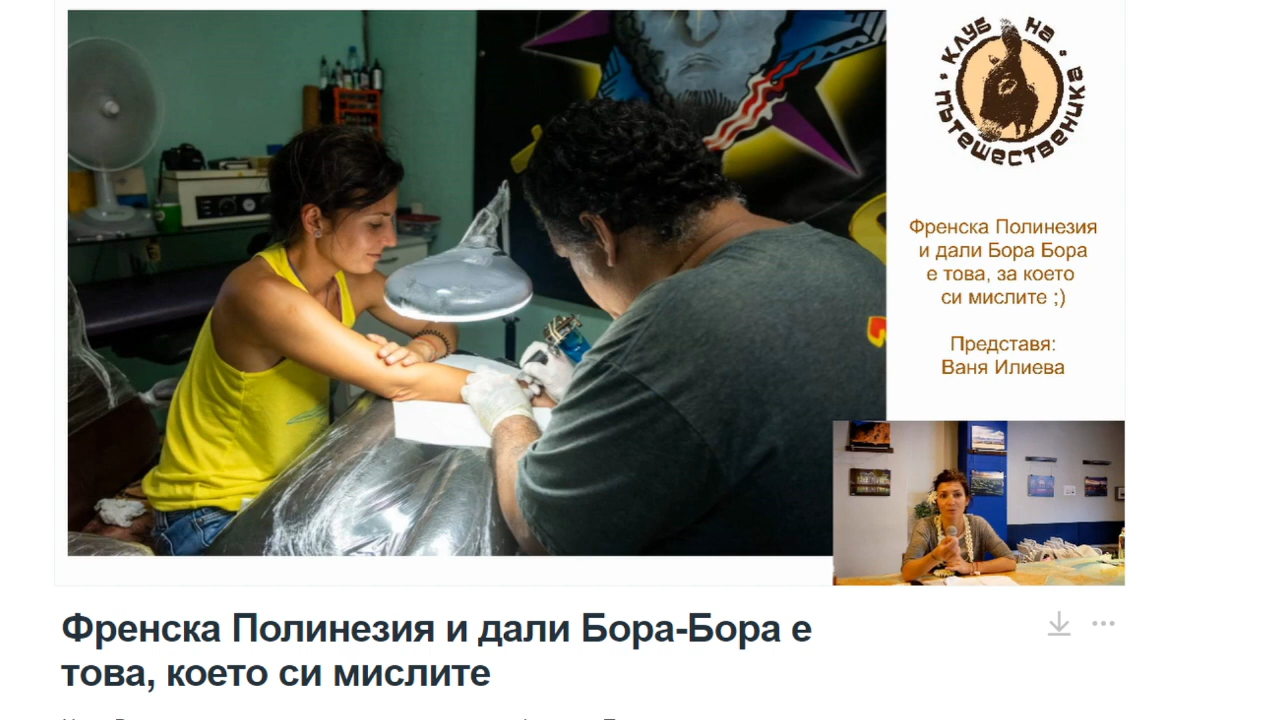 Клуб на
пътешественика
Френска Полинезия
и дали Бора Бора
е това, за което
си мислите ;)
Представя:
Ваня Илиева
Френска Полинезия и дали Бора-Бора е
това, което си мислите